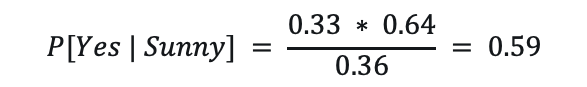 P[Yes | Sunny] = 0.33 * 0.64 / 0.36 = 0.59